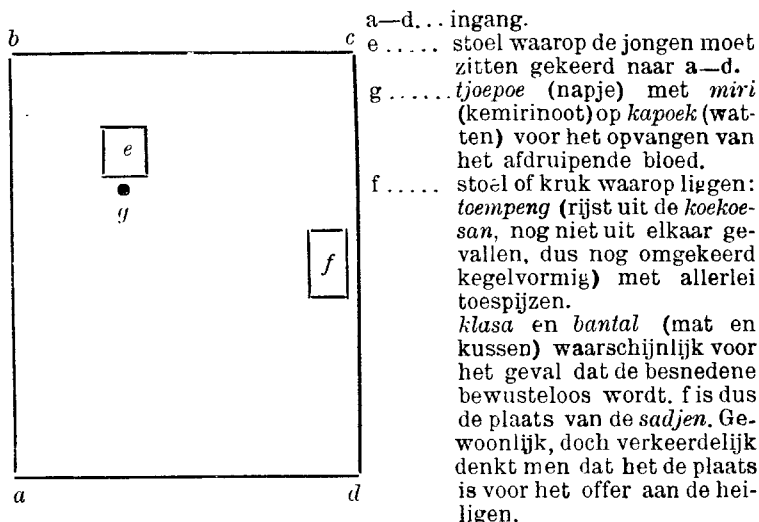 b
c
e
g
f
a
d
a—d... ingang.
e..... stoel waarop de jongen moet
zitten gekeerd naar a—d.
g......tjoepoe (napje) met miri
(kemirinoot) op kapoek (wat-
ten) voor het opvangen van
het afdruipende bloed.
f..... stoel of kruk waarop liggen:
toempeng (rijst uit de koekoe-
san, nog niet uit elkaar ge-
vallen, dus nog omgekeerd
kegelvormig) met allerlei
toespijzen.
klasa en bantal (mat en
kussen) waarschijnlijk voor
het geval dat de besnedene
bewusteloos wordt. f is dus
de plaats van de sadjen. Ge-
woonlijk, doch verkeerdelijk
denkt men dat het de plaats
is voor het offer aan de hei-
ligen.